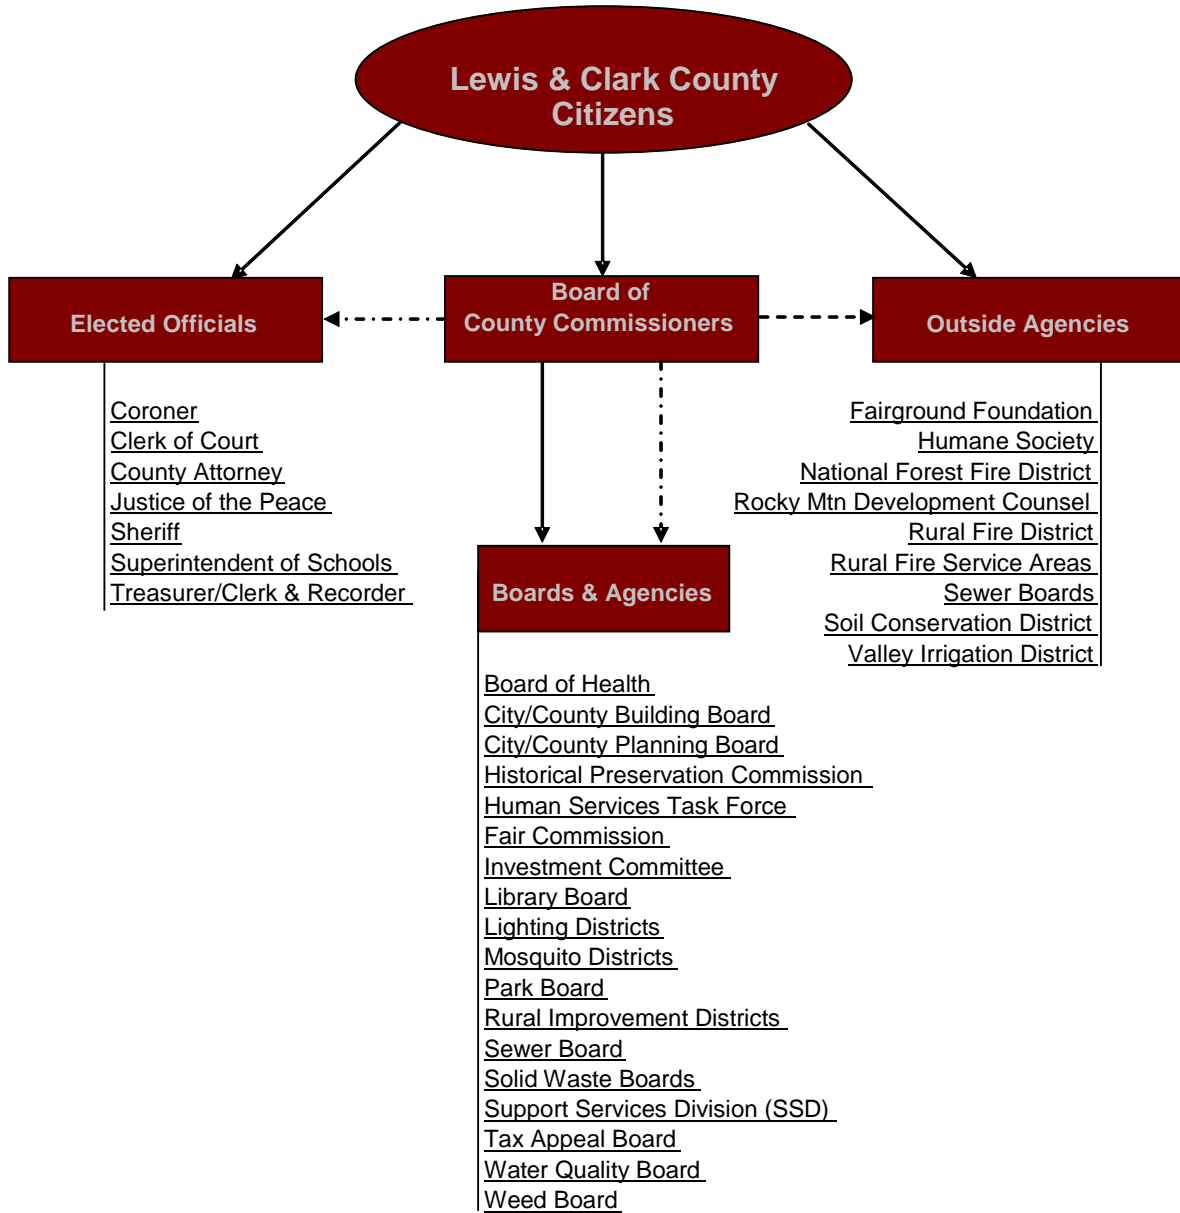 Lewis & Clark County
Citizens
Elected Officials
Board of
County Commissioners
Outside Agencies
Coroner
Clerk of Court
County Attorney
Justice of the Peace
Sheriff
Superintendent of Schools
Treasurer/Clerk & Recorder
Fairground Foundation
Humane Society
National Forest Fire District
Rocky Mtn Development Counsel
Rural Fire District
Rural Fire Service Areas
Sewer Boards
Soil Conservation District
Valley Irrigation District
Boards & Agencies
Board of Health
City/County Building Board
City/County Planning Board
Historical Preservation Commission
Human Services Task Force
Fair Commission
Investment Committee
Library Board
Lighting Districts
Mosquito Districts
Park Board
Rural Improvement Districts
Sewer Board
Solid Waste Boards
Support Services Division (SSD)
Tax Appeal Board
Water Quality Board
Weed Board